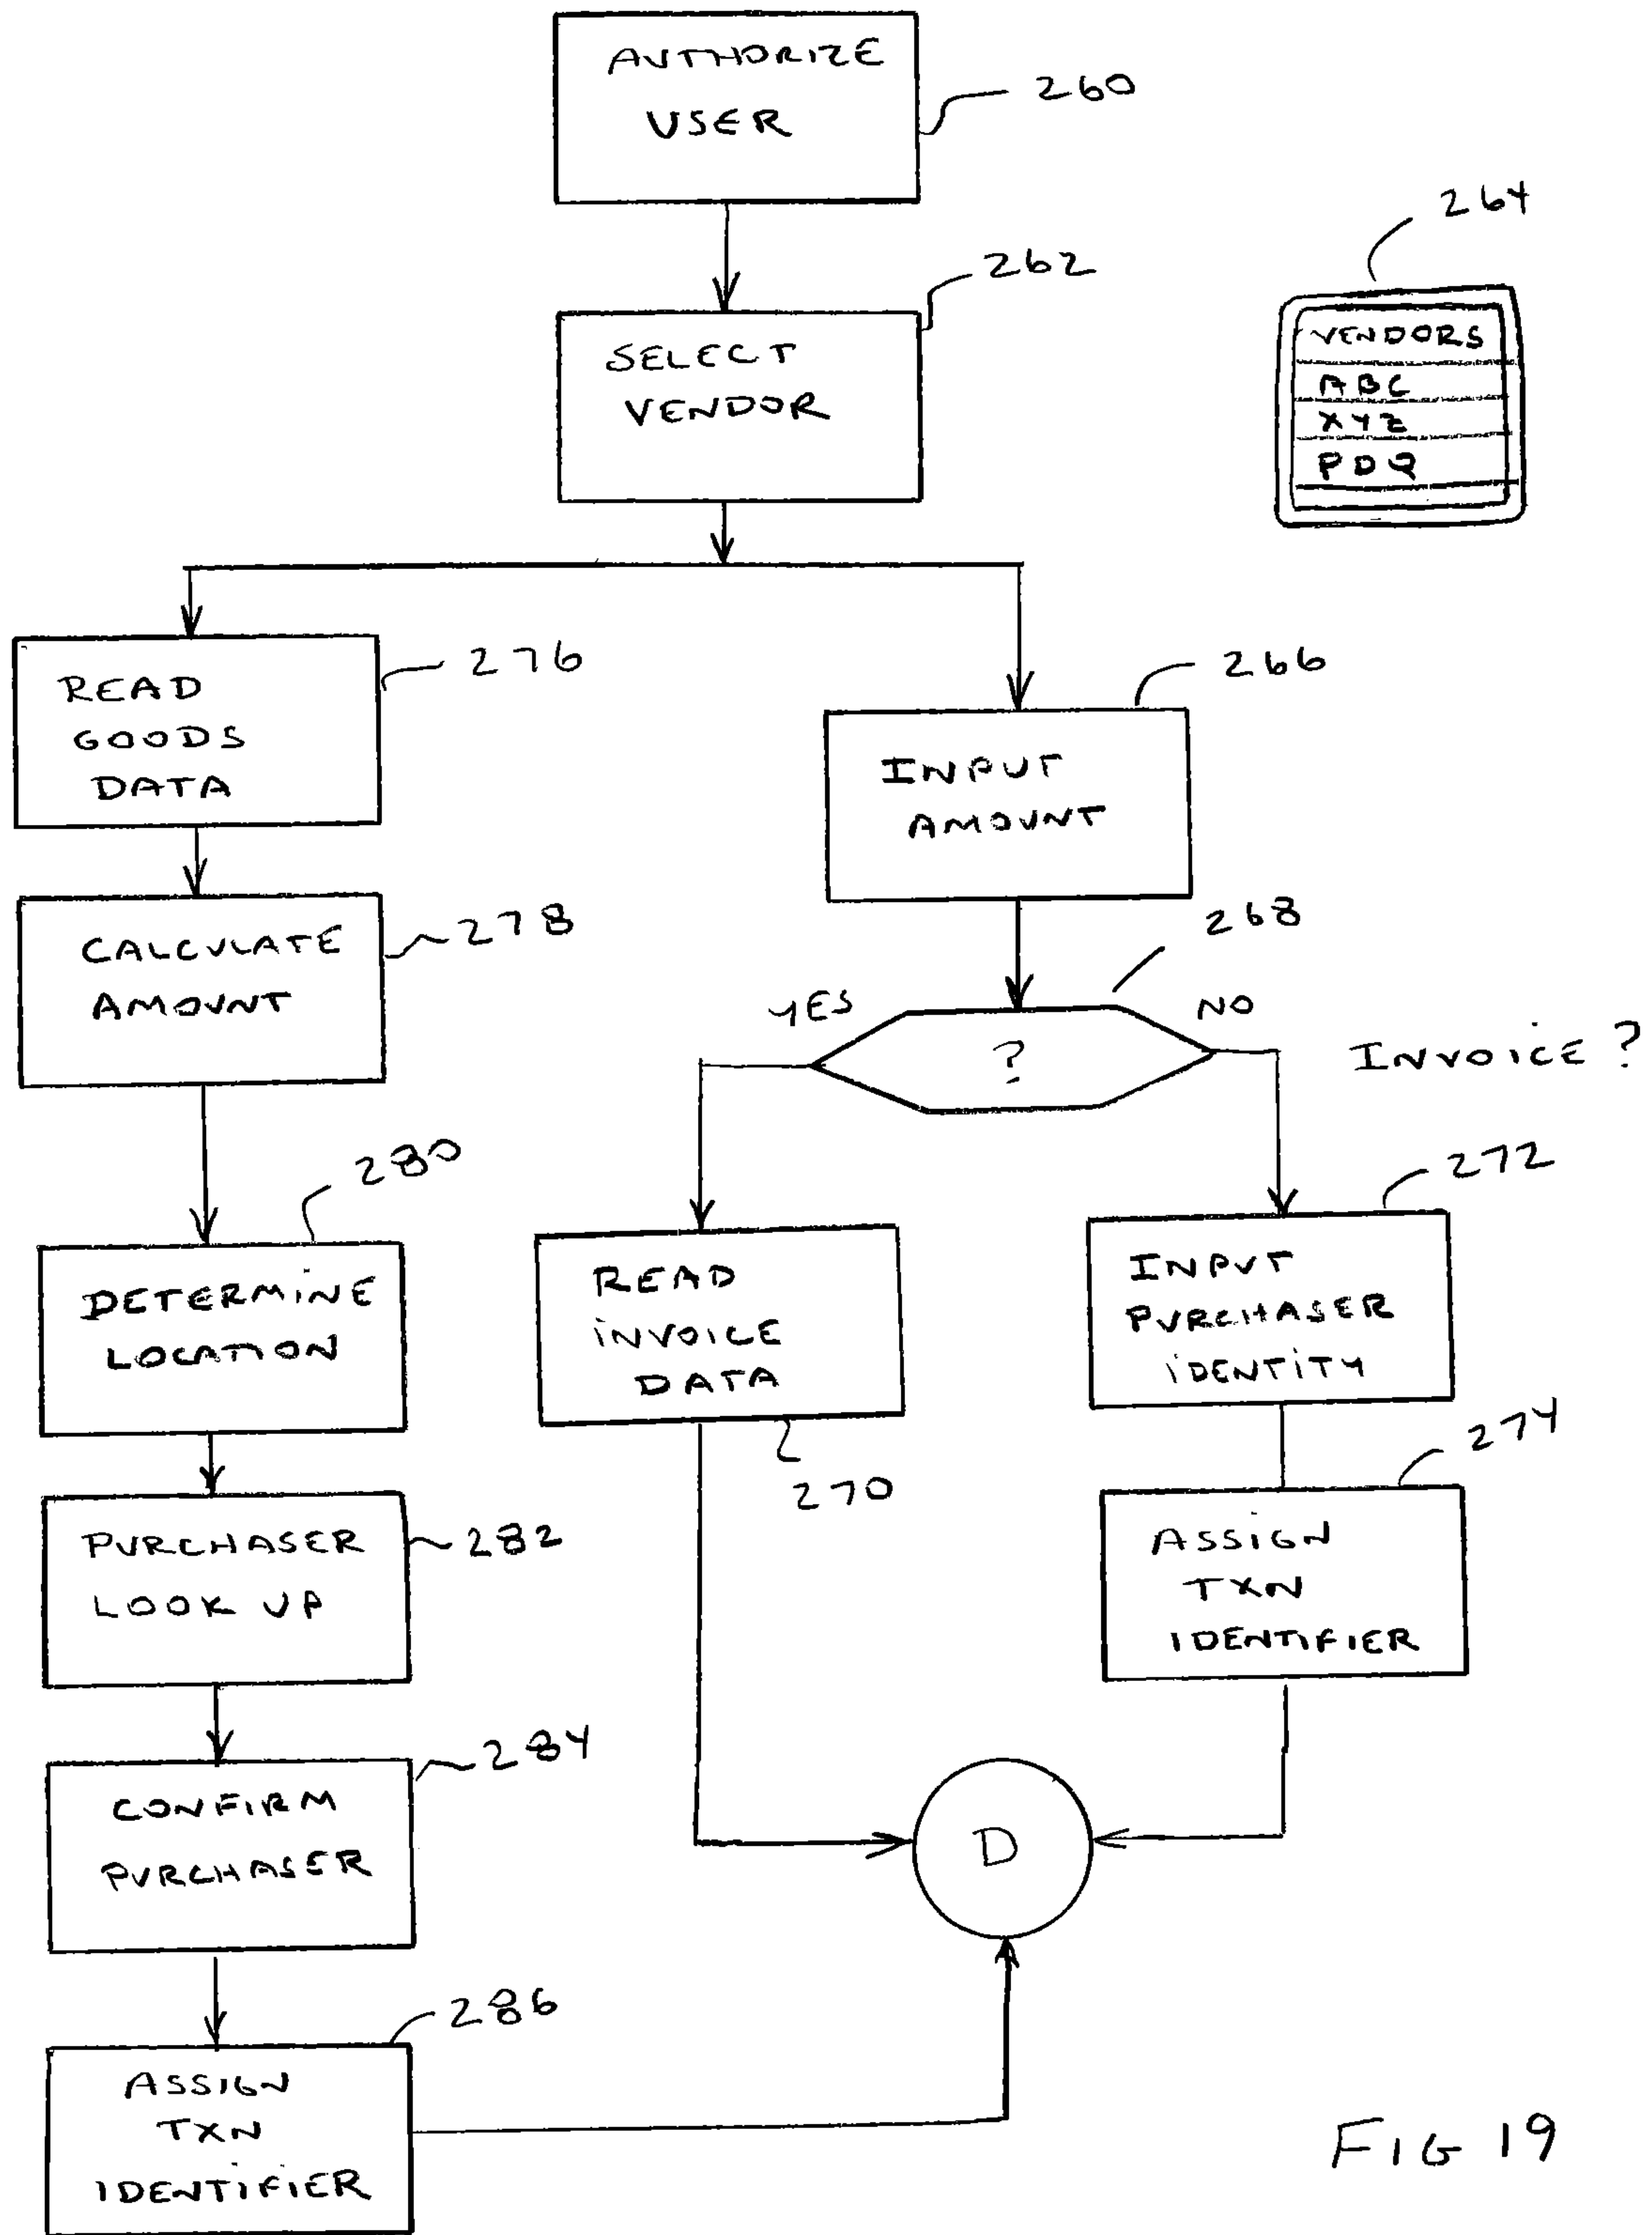 AUTHORIZE
USER
260
SELECT
VENDOR
262
264
VENDORS
ABC
XYZ
PDQ
READ
GOODS
DATA
276
INPUT
AMOUNT
266
CALCULATE
AMOUNT
278
268
YES
NO
?
INVOICE ?
DETERMINE
LOCATION
280
READ
INVOICE
DATA
270
INPUT
PURCHASER
IDENTITY
272
PURCHASER
LOOK UP
282
ASSIGN
TXN
IDENTIFIER
274
CONFIRM
PURCHASER
284
D
ASSIGN
TXN
IDENTIFIER
286
FIG 19